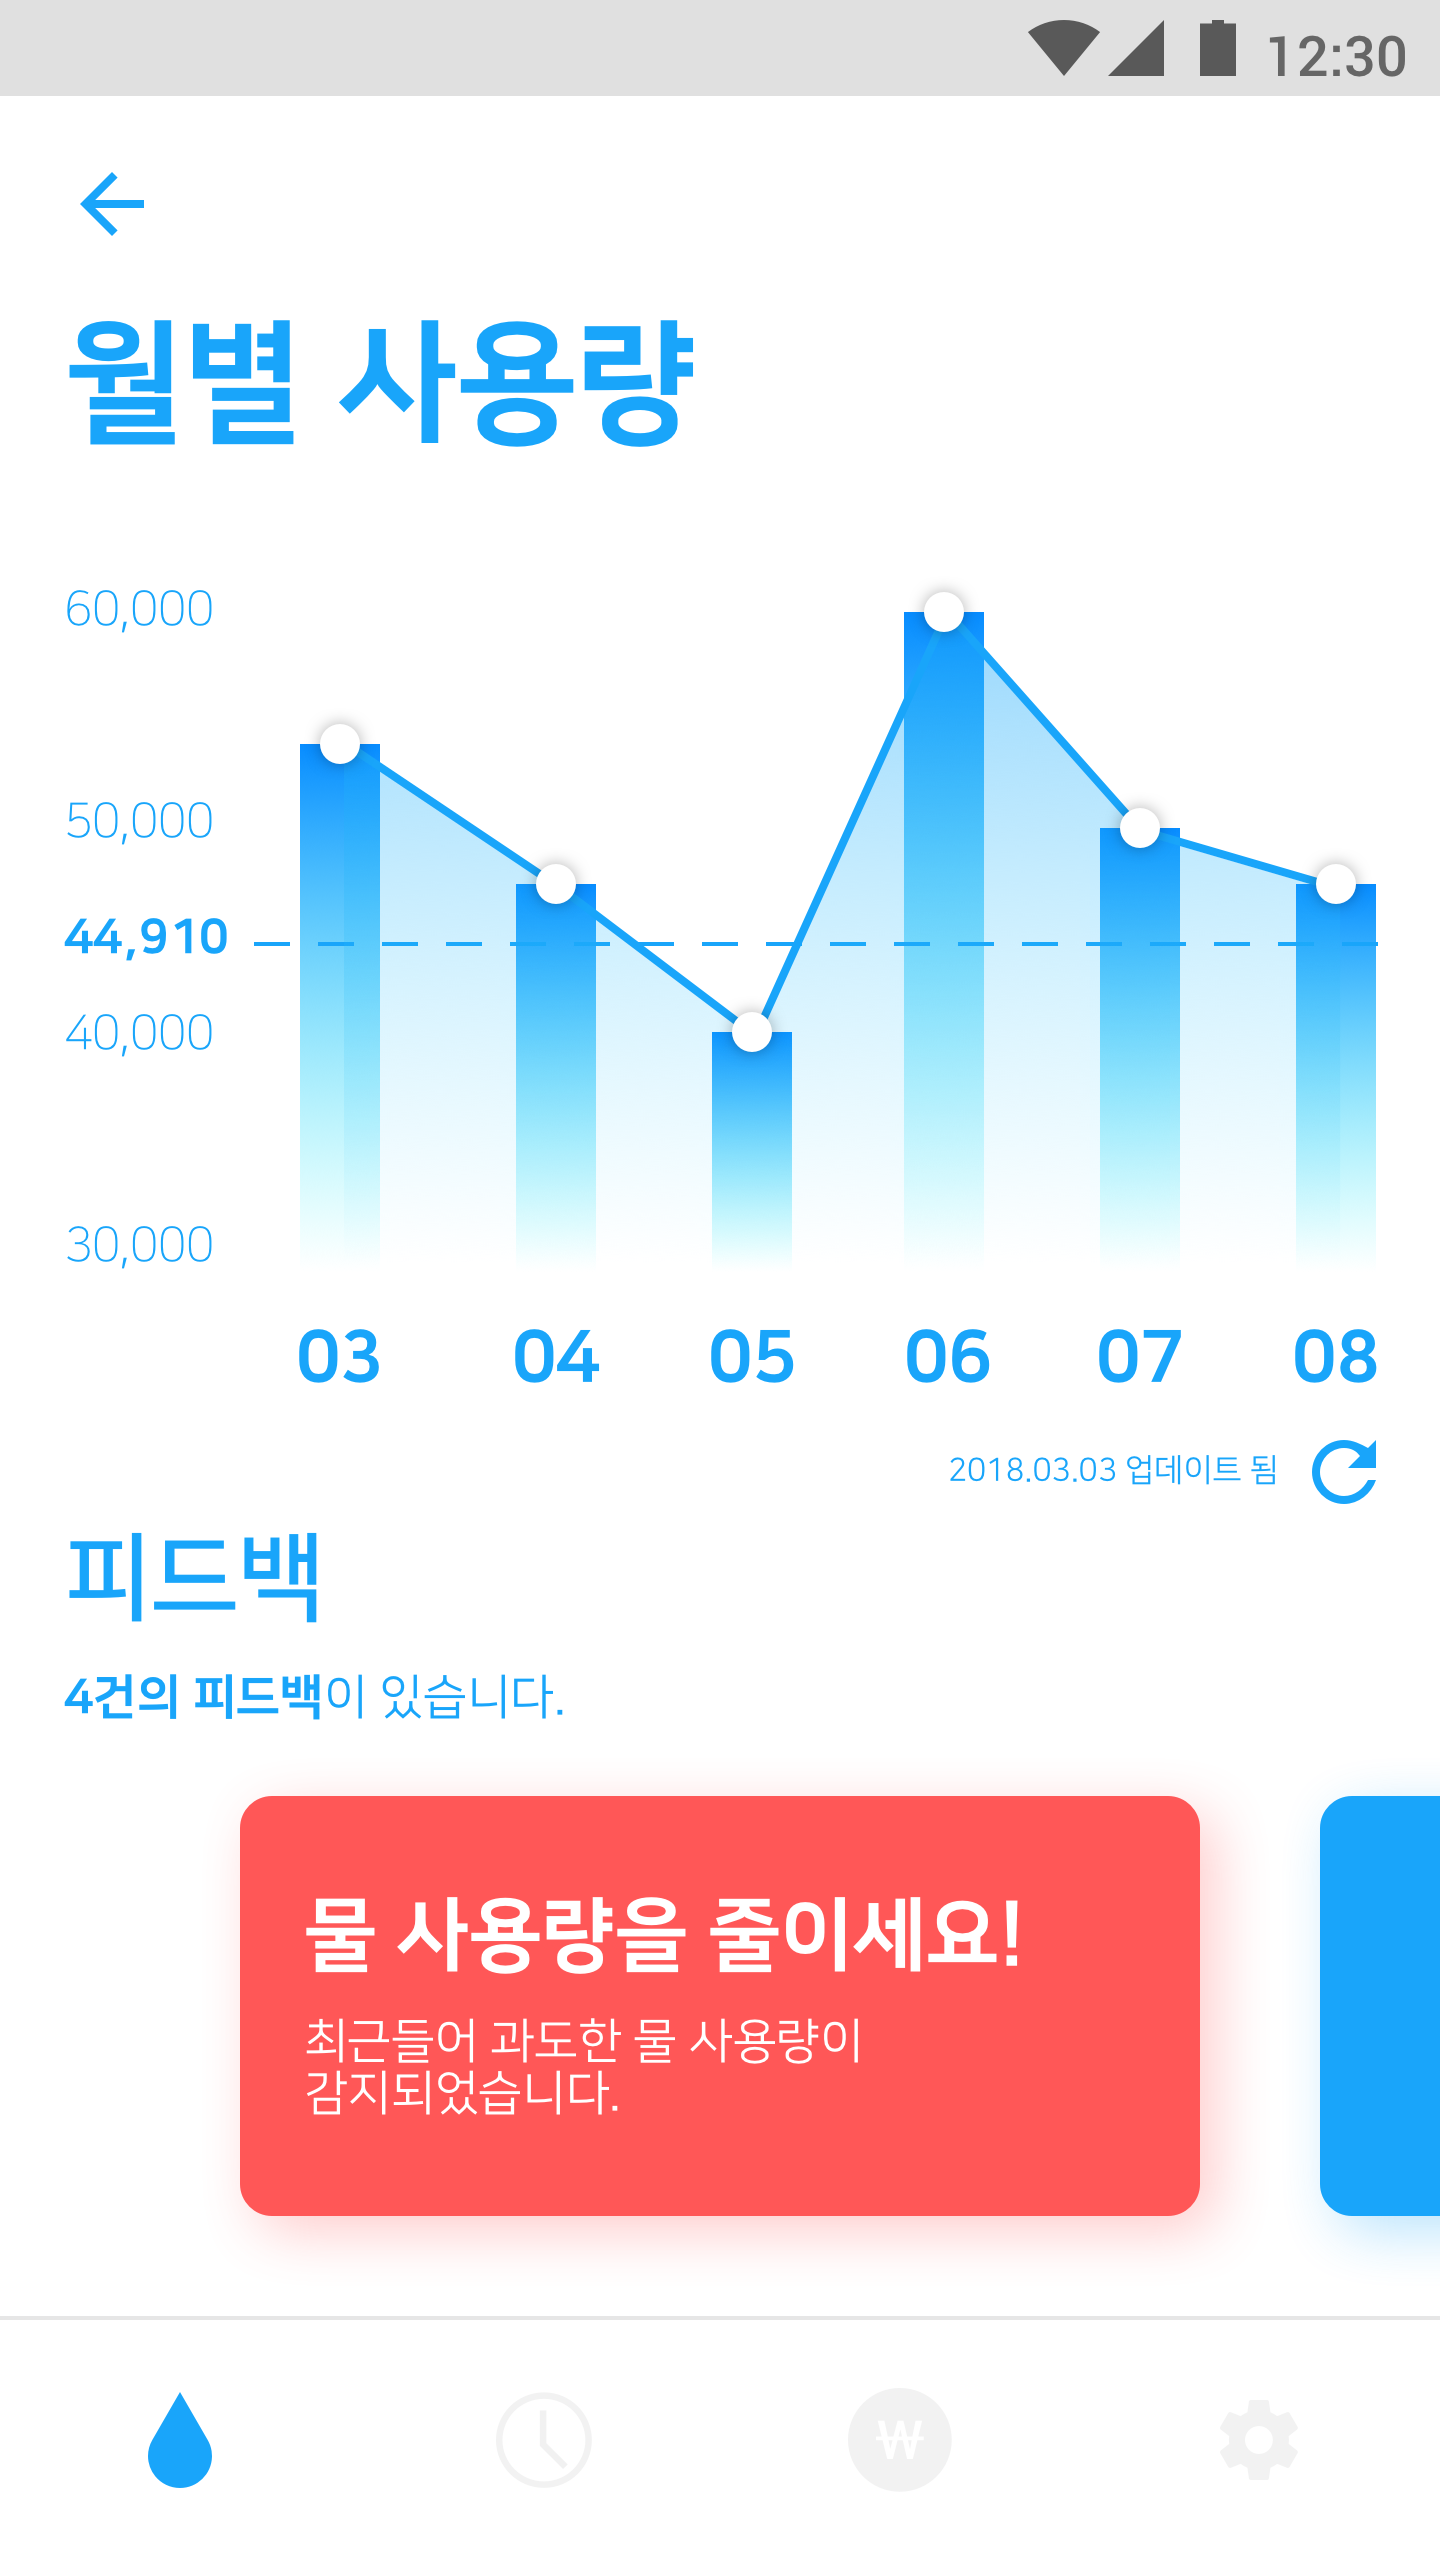 12:30
월별 사용량
60,000
50,000
44,910
40,000
30,000
03 04 05 06 07 08
2018.03.03 업데이트 됨
피드백
4건의 피드백이 있습니다.
물 사용량을 줄이세요!
최근들어 과도한 물 사용량이
감지되었습니다.
₩